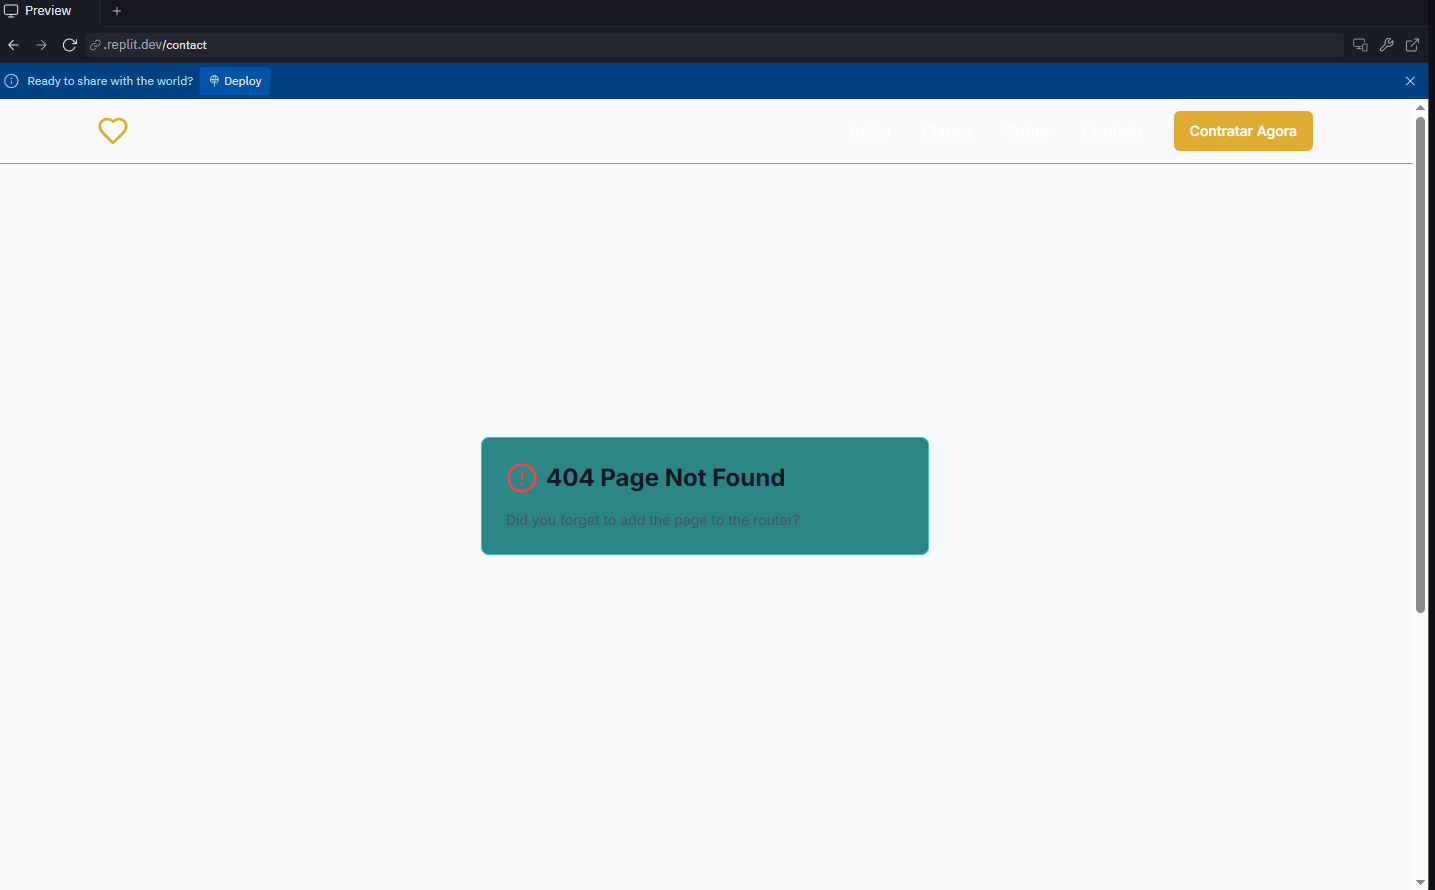 Preview
.replit.dev/contact
Ready to share with the world? Deploy
Início Planos Sobre Contato Contratar Agora
404 Page Not Found
Did you forget to add the page to the router?